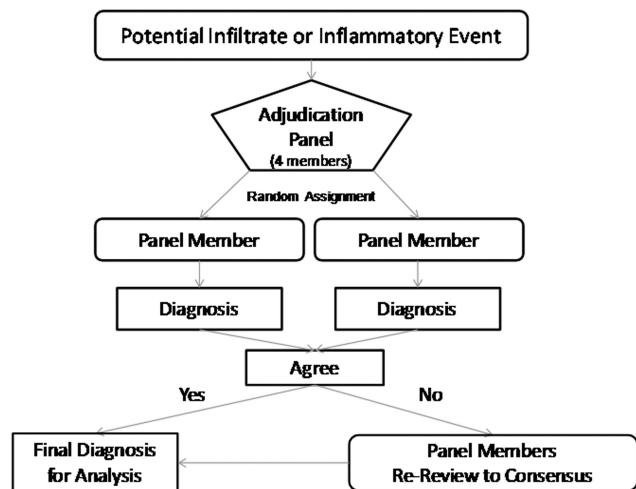 Potential Infiltrate or Inflammatory Event
Adjudication
Panel
(4 members)
Random Assignment
Panel Member
Panel Member
Diagnosis
Diagnosis
Agree
Yes
No
Final Diagnosis
for Analysis
Panel Members
Re-Review to Consensus